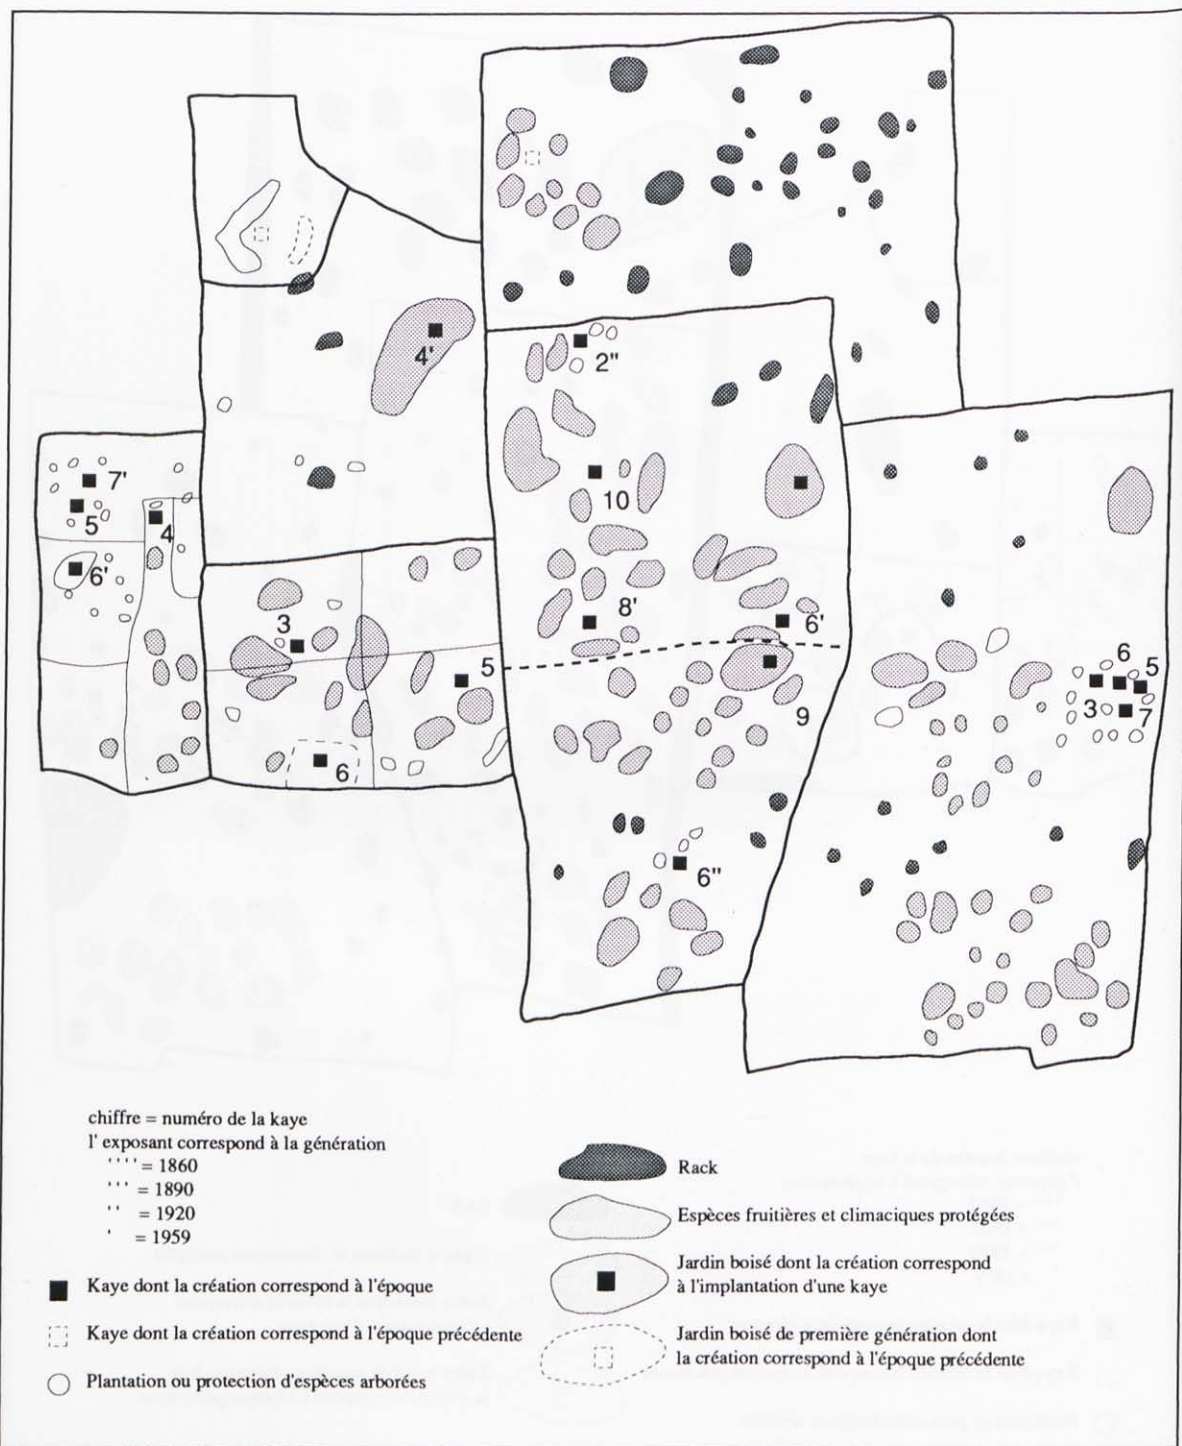 2"
4'
7'
10
5
4
6'
8'
3
6'
6
5
5
3
7
9
6
6"
chiffre = numéro de la kaye
l' exposant correspond à la génération
' ' ' ' = 1860
' ' ' = 1890
' ' = 1920
' = 1959
Kaye dont la création correspond à l'époque
Kaye dont la création correspond à l'époque précédente
Plantation ou protection d'espèces arborées
Rack
Espèces fruitières et climaciques protégées
Jardin boisé dont la création correspond
à l'implantation d'une kaye
Jardin boisé de première génération dont
la création correspond à l'époque précédente